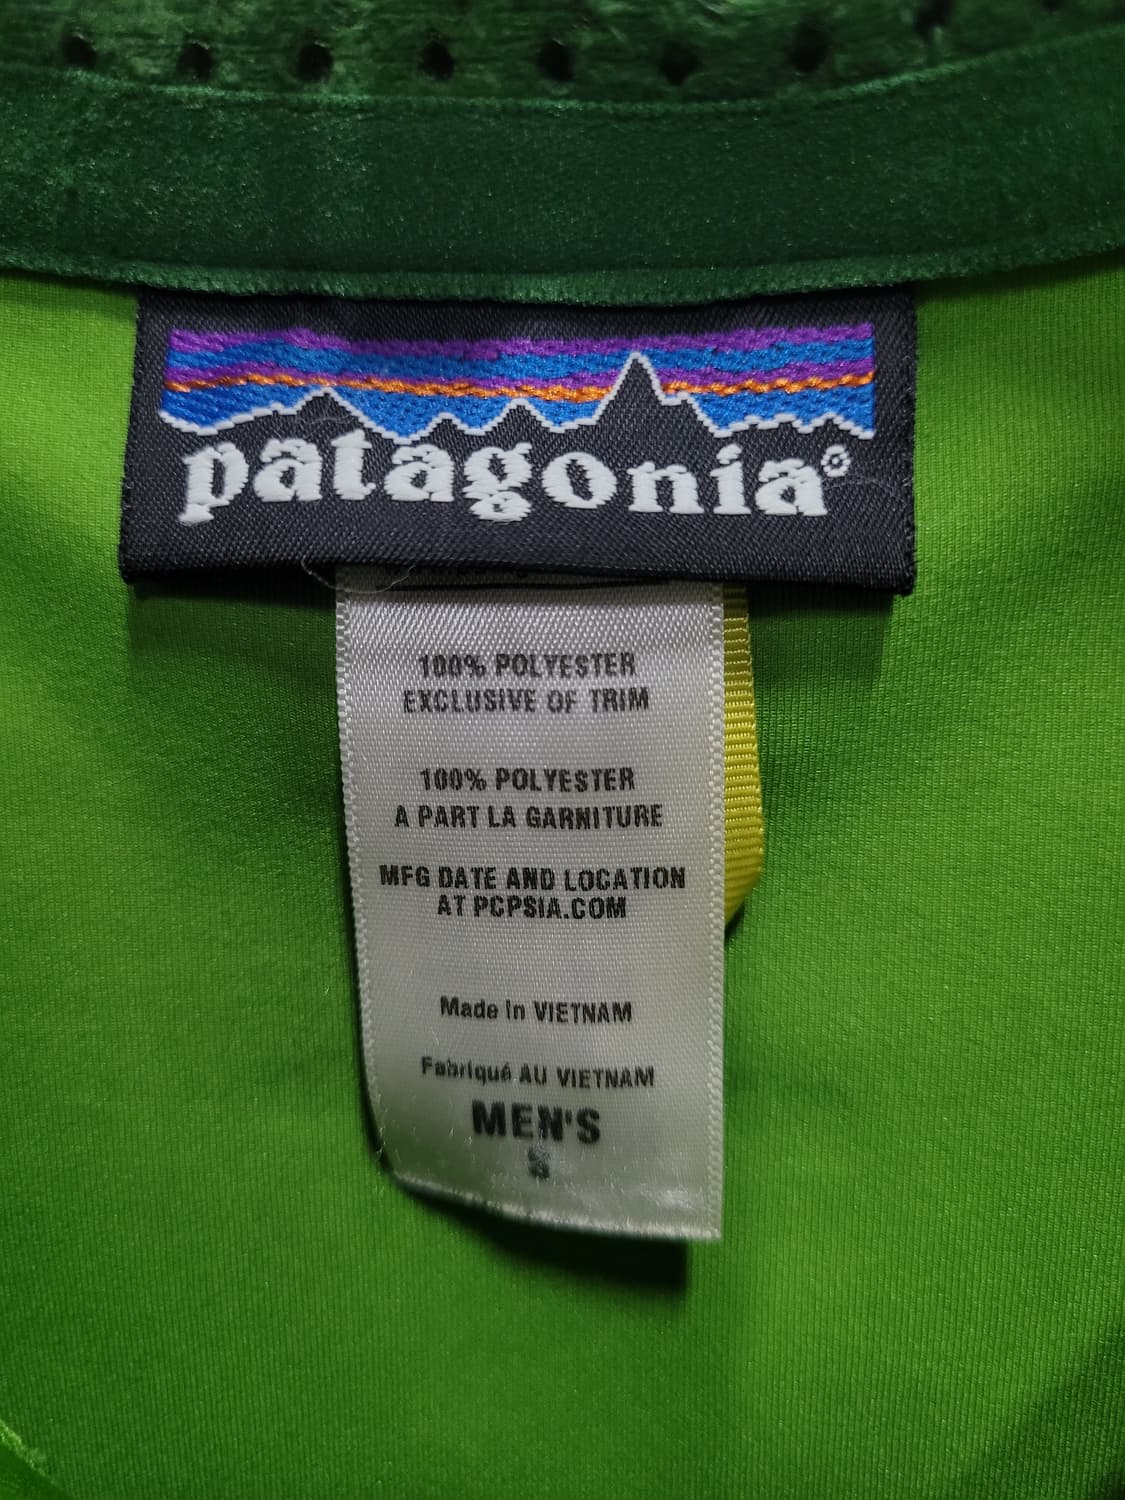 patagonia®
100% POLYESTER
EXCLUSIVE OF TRIM
100% POLYESTER
A PART LA GARNITURE
MFG DATE AND LOCATION
AT PCPSIA.COM
Made in VIETNAM
Fabriqué AU VIETNAM
MEN'S
S